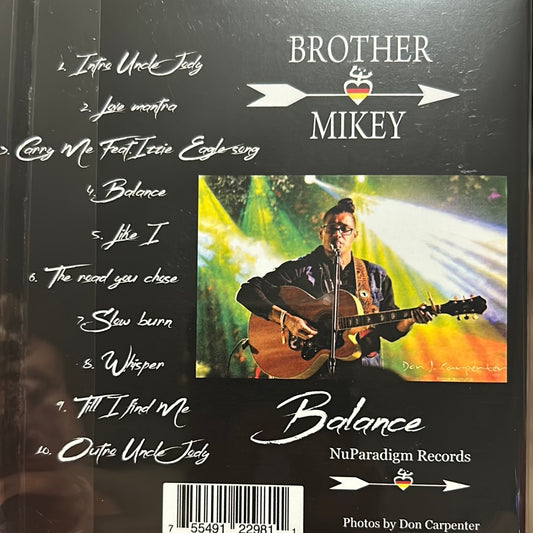 1. Intro Uncle Jody
2. Love mantra
3. Carry Me Feat Izzie Eaglesong
4. Balance
5. Like I
6. The road you chose
7. Slow burn
8. Whisper
9. Till I find Me
10. Outro Uncle Jody
BROTHER
MIKEY
Don J. Carpenter
Balance
NuParadigm Records
7 55491 22981 1
Photos by Don Carpenter